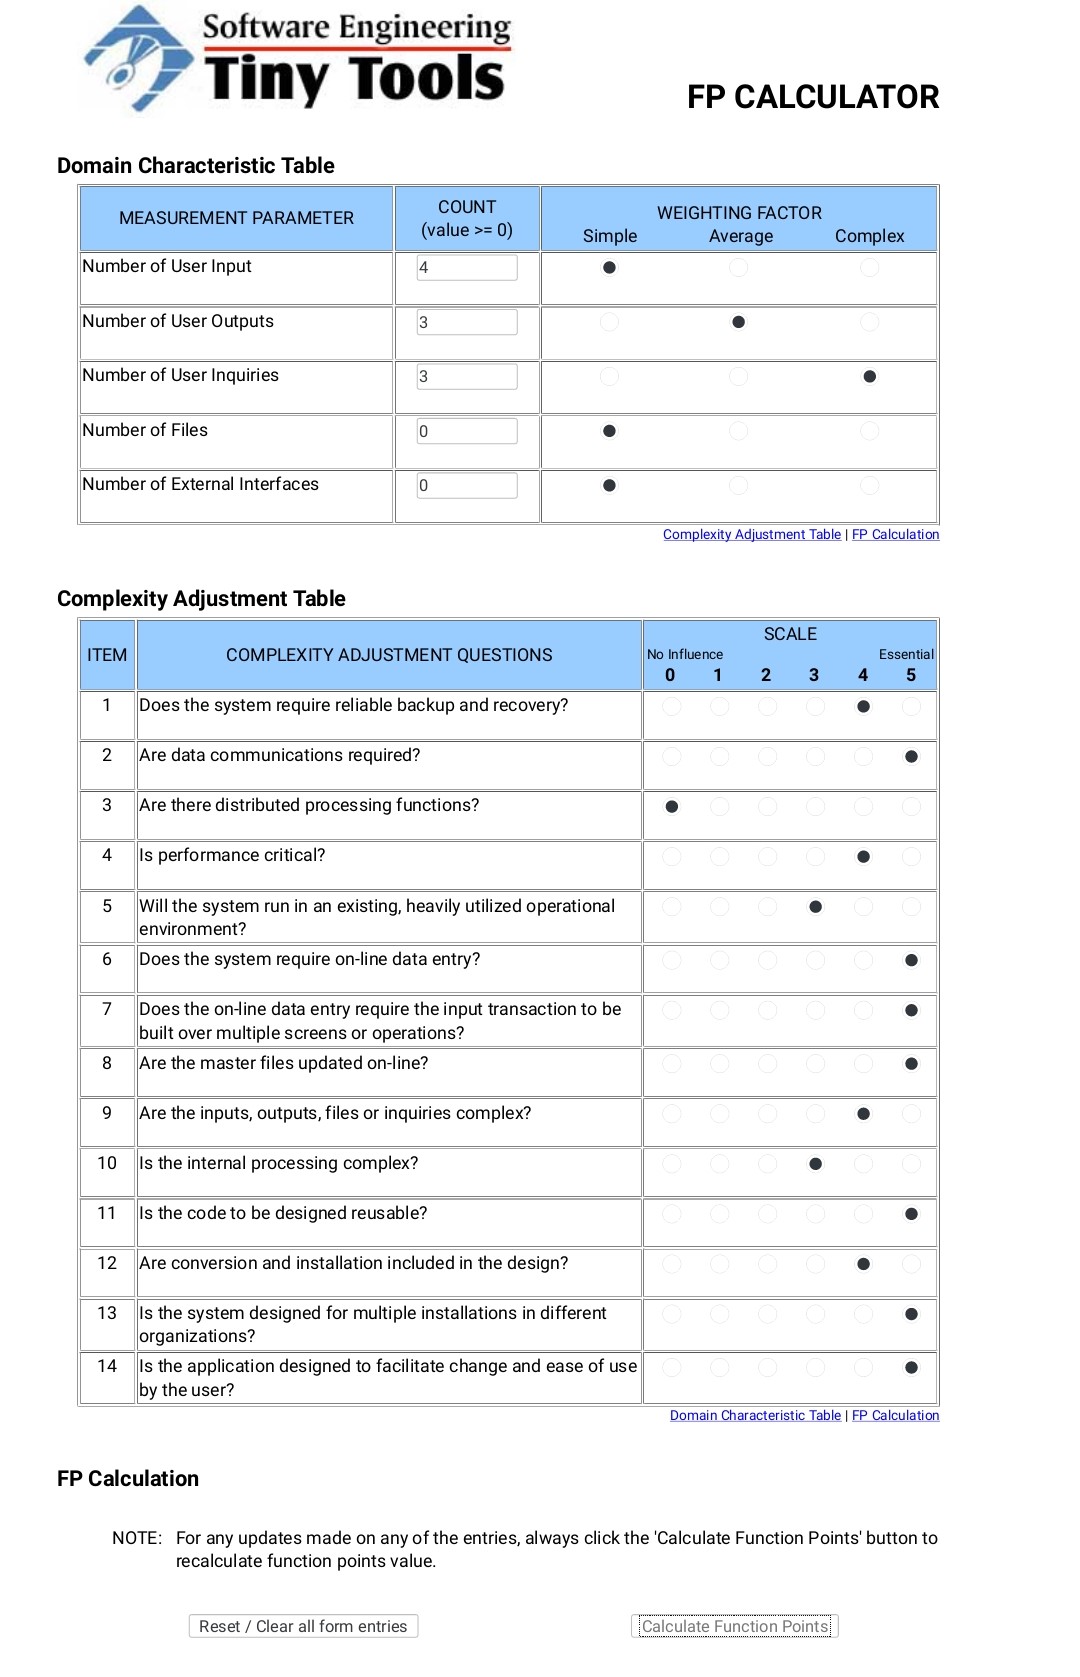 Software Engineering
Tiny Tools
FP CALCULATOR
Domain Characteristic Table
MEASUREMENT PARAMETER
COUNT
(value >= 0)
WEIGHTING FACTOR
Simple Average Complex
Number of User Input 4
Number of User Outputs 3
Number of User Inquiries 3
Number of Files 0
Number of External Interfaces 0
Complexity Adjustment Table | FP Calculation
Complexity Adjustment Table
ITEM COMPLEXITY ADJUSTMENT QUESTIONS
SCALE
No Influence Essential
0 1 2 3 4 5
1 Does the system require reliable backup and recovery?
2 Are data communications required?
3 Are there distributed processing functions?
4 Is performance critical?
5 Will the system run in an existing, heavily utilized operational
environment?
6 Does the system require on-line data entry?
7 Does the on-line data entry require the input transaction to be
built over multiple screens or operations?
8 Are the master files updated on-line?
9 Are the inputs, outputs, files or inquiries complex?
10 Is the internal processing complex?
11 Is the code to be designed reusable?
12 Are conversion and installation included in the design?
13 Is the system designed for multiple installations in different
organizations?
14 Is the application designed to facilitate change and ease of use
by the user?
Domain Characteristic Table | FP Calculation
FP Calculation
NOTE: For any updates made on any of the entries, always click the 'Calculate Function Points' button to
recalculate function points value.
Reset / Clear all form entries Calculate Function Points